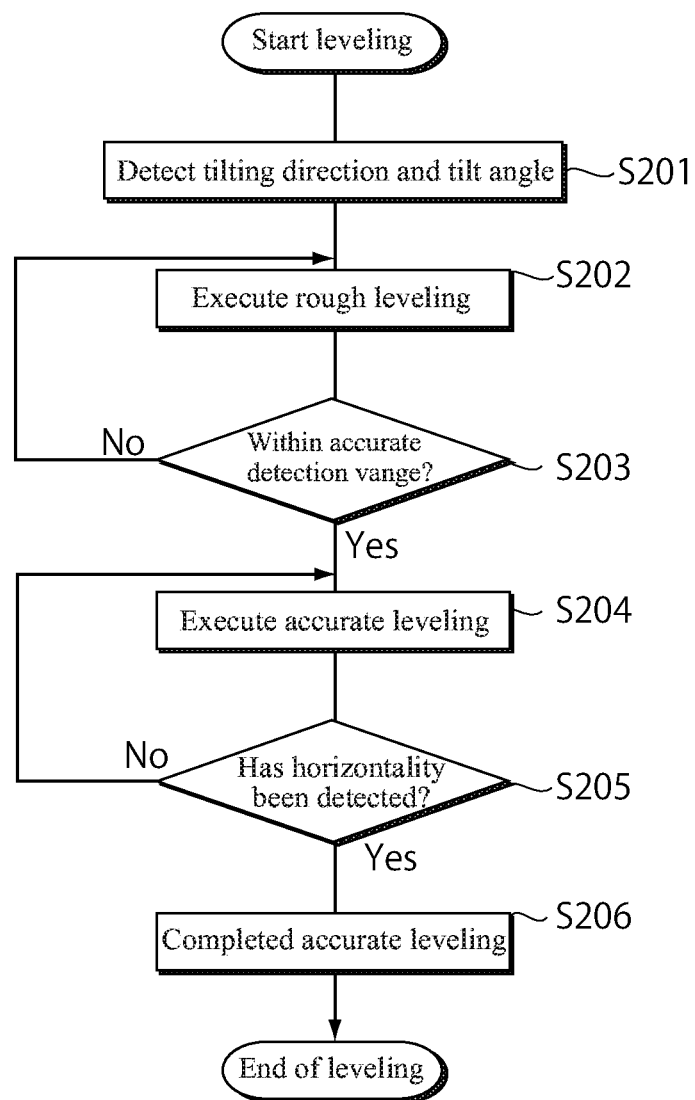 Start leveling
Detect tilting direction and tilt angle
S201
Execute rough leveling
S202
No
Within accurate
detection vange?
S203
Yes
Execute accurate leveling
S204
No
Has horizontality
been detected?
S205
Yes
Completed accurate leveling
S206
End of leveling